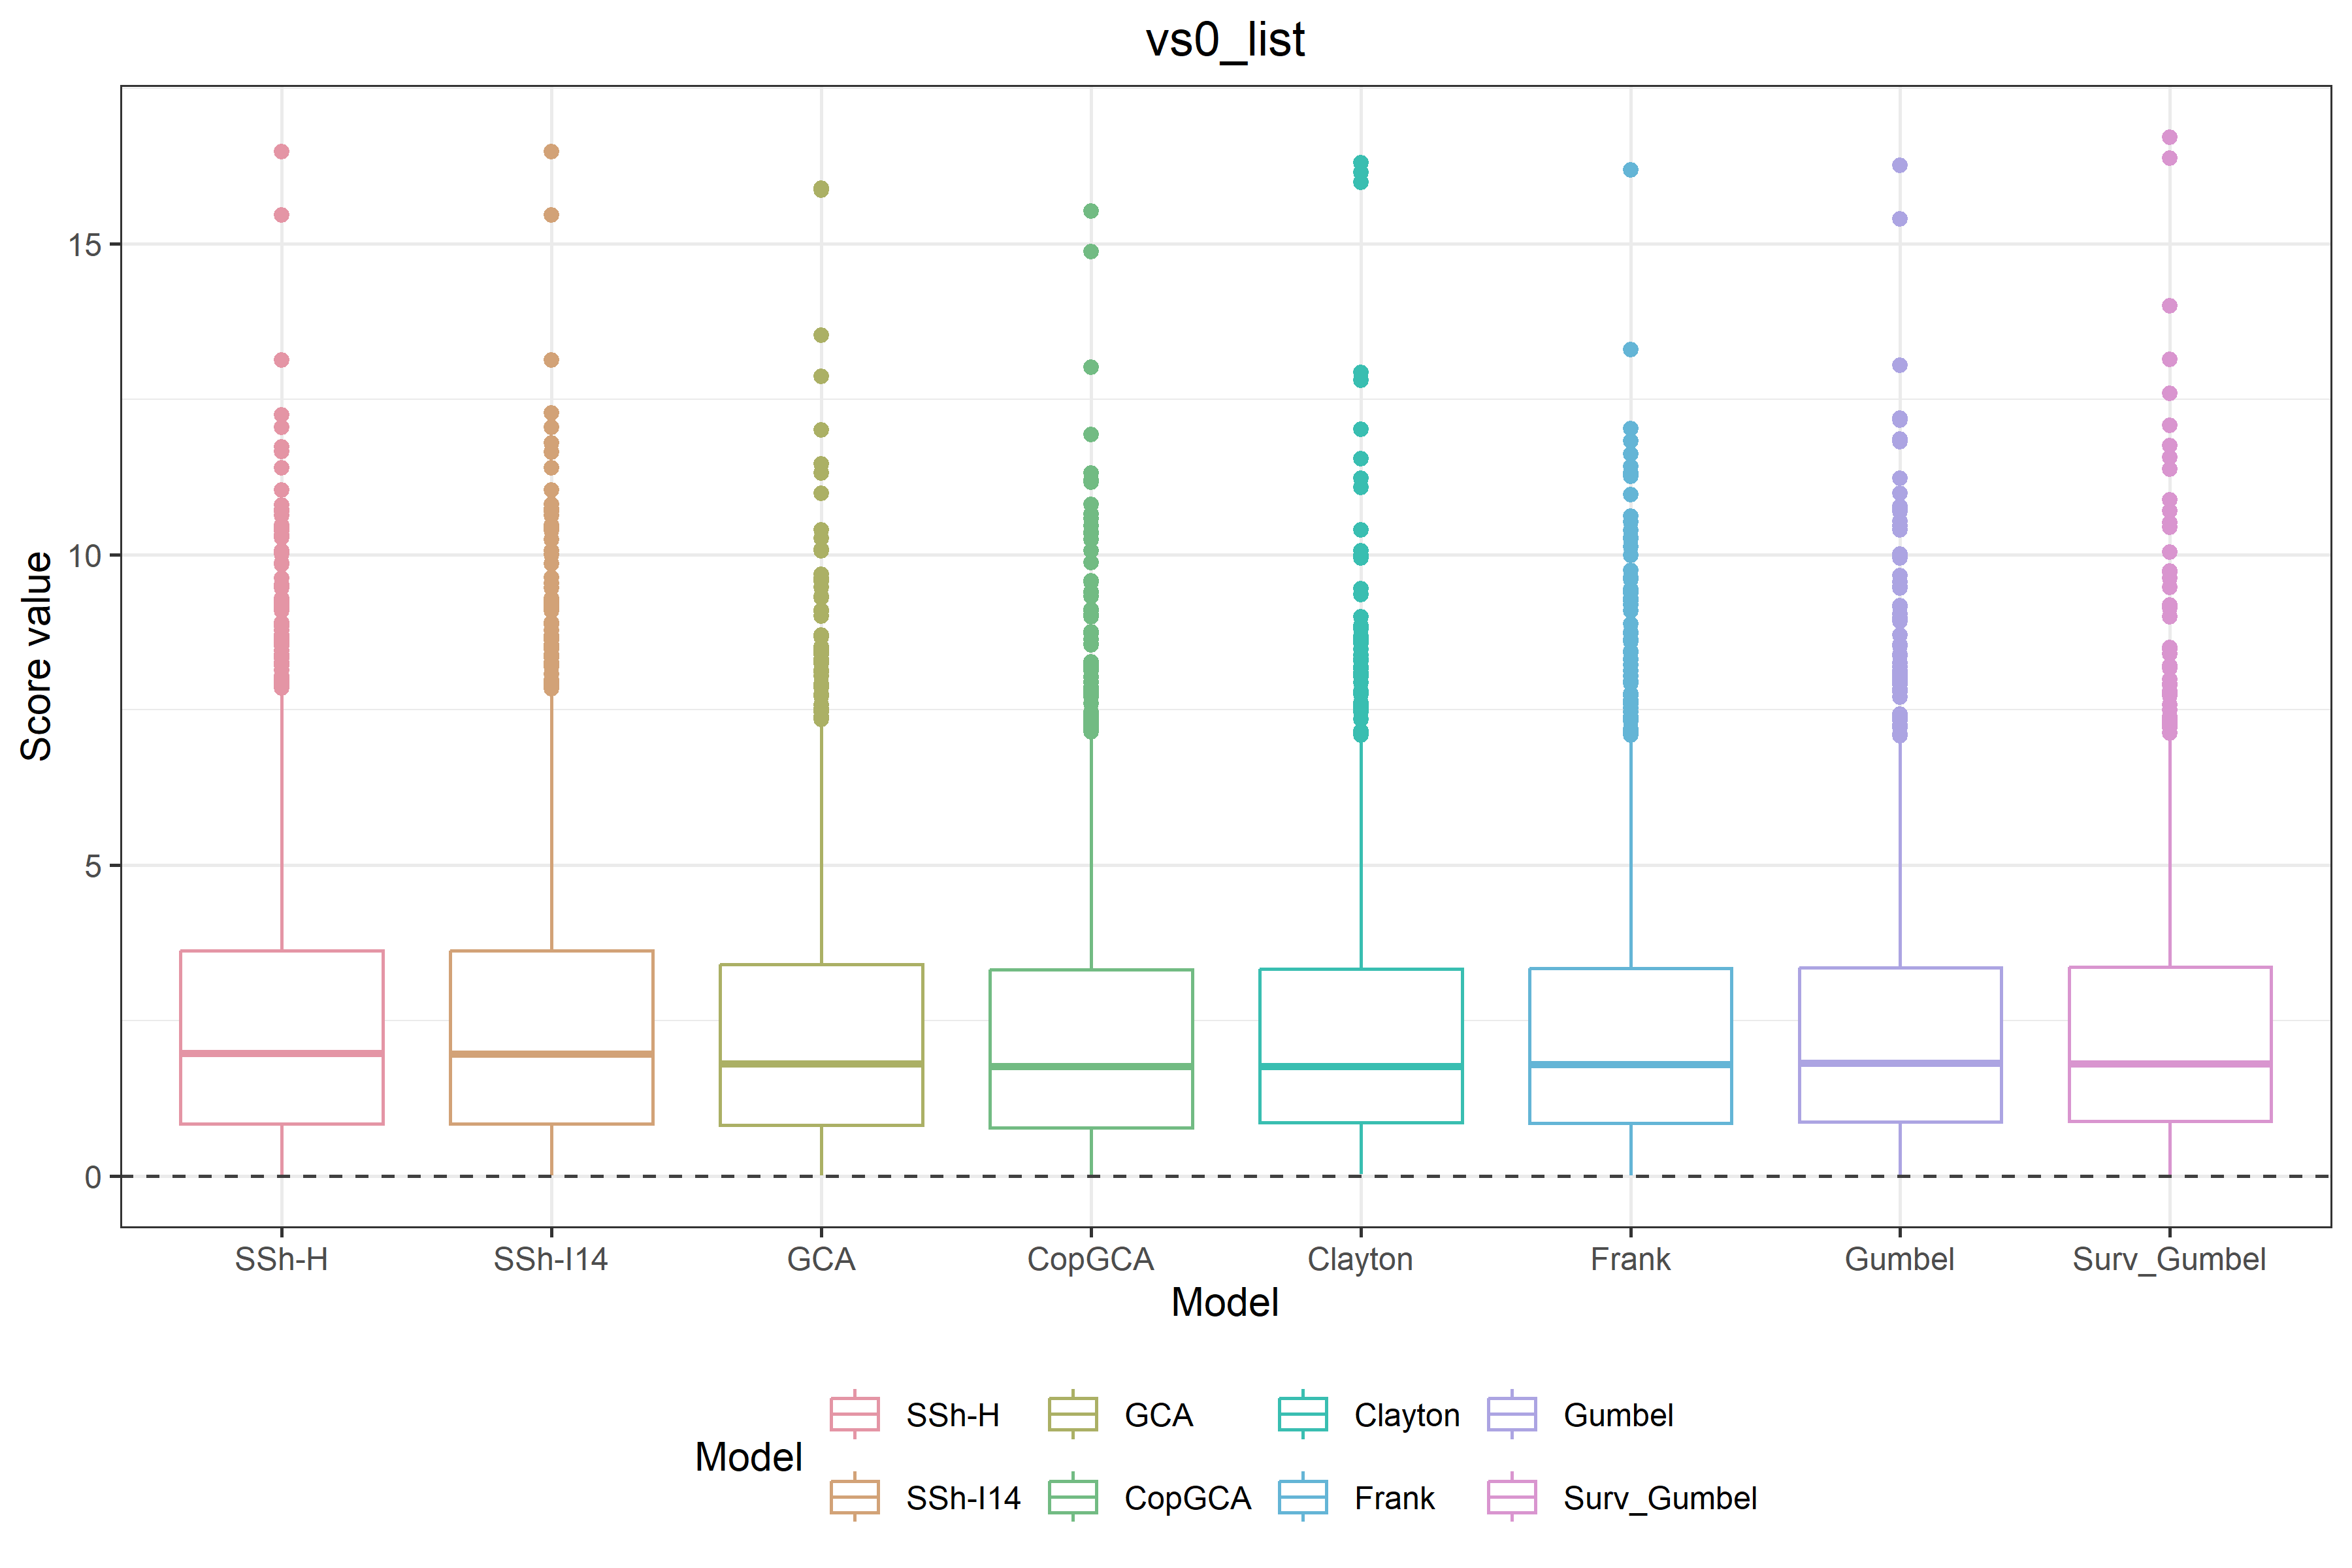 vs0_list
Score value
15
10
5
0
SSh-H SSh-I14 GCA CopGCA Clayton Frank Gumbel Surv_Gumbel
Model
Model
SSh-H GCA Clayton Gumbel
SSh-I14 CopGCA Frank Surv_Gumbel